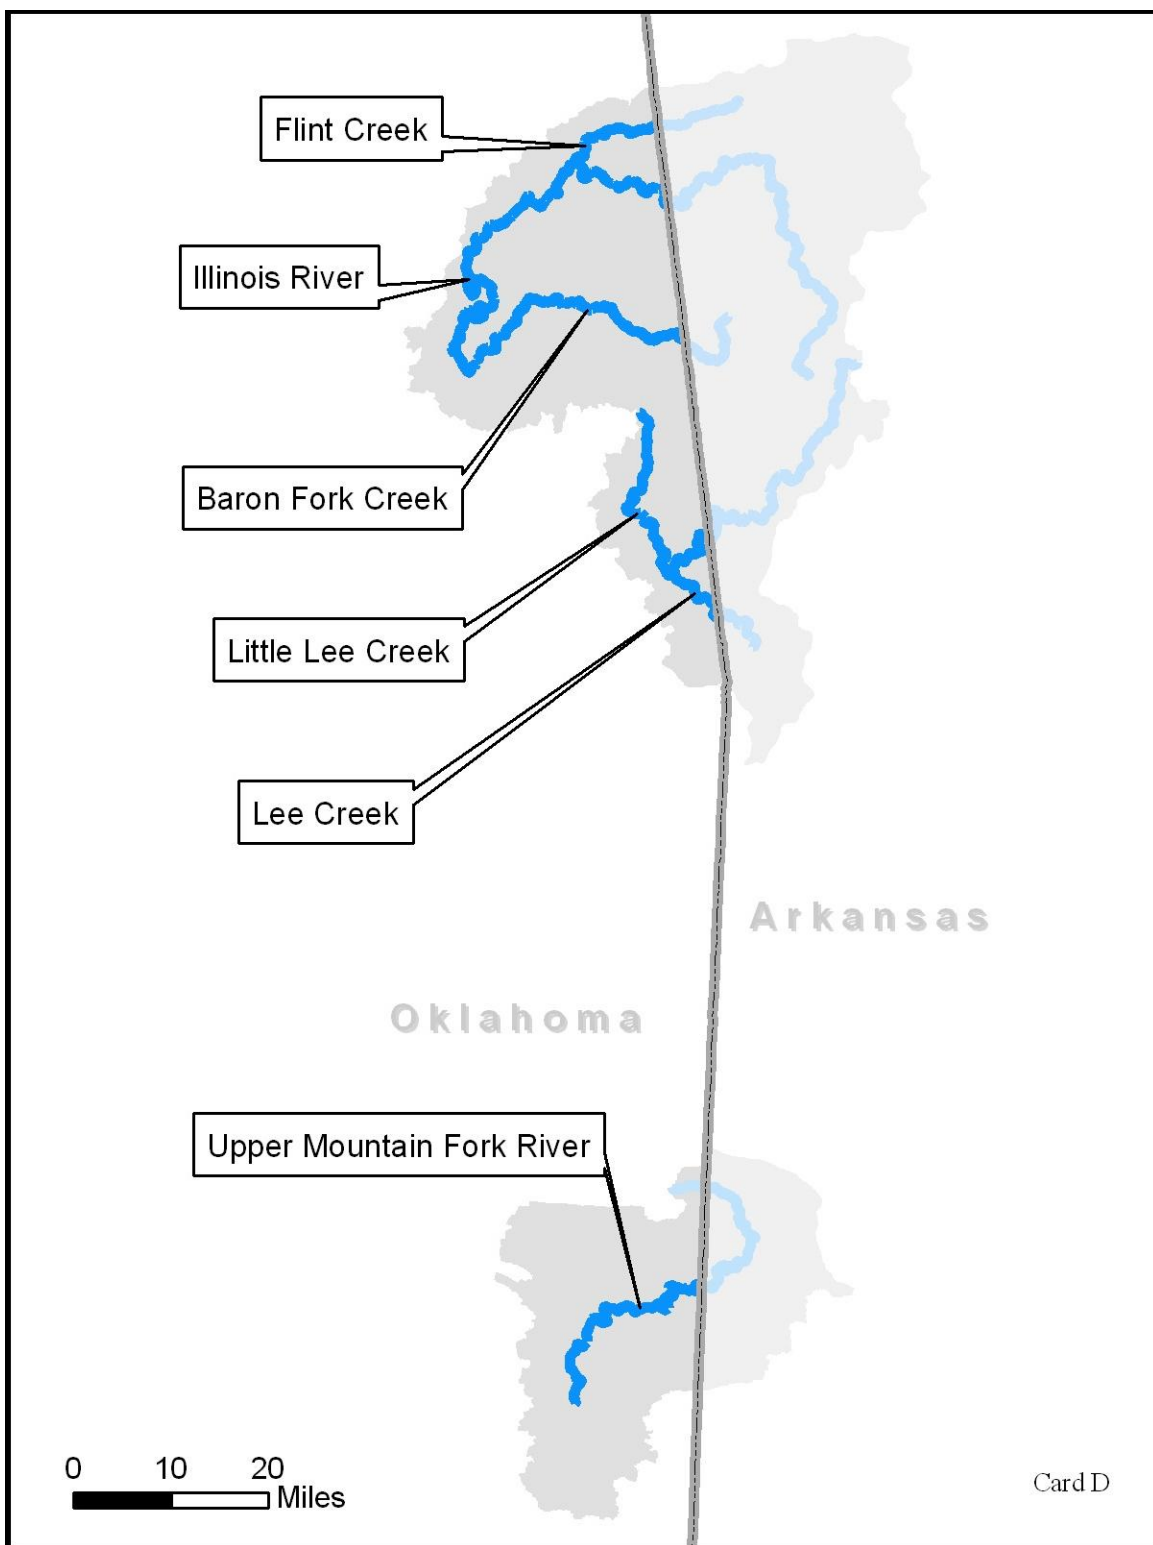 Flint Creek
Illinois River
Baron Fork Creek
Little Lee Creek
Lee Creek
Arkansas
Oklahoma
Upper Mountain Fork River
0 10 20
Miles
Card D